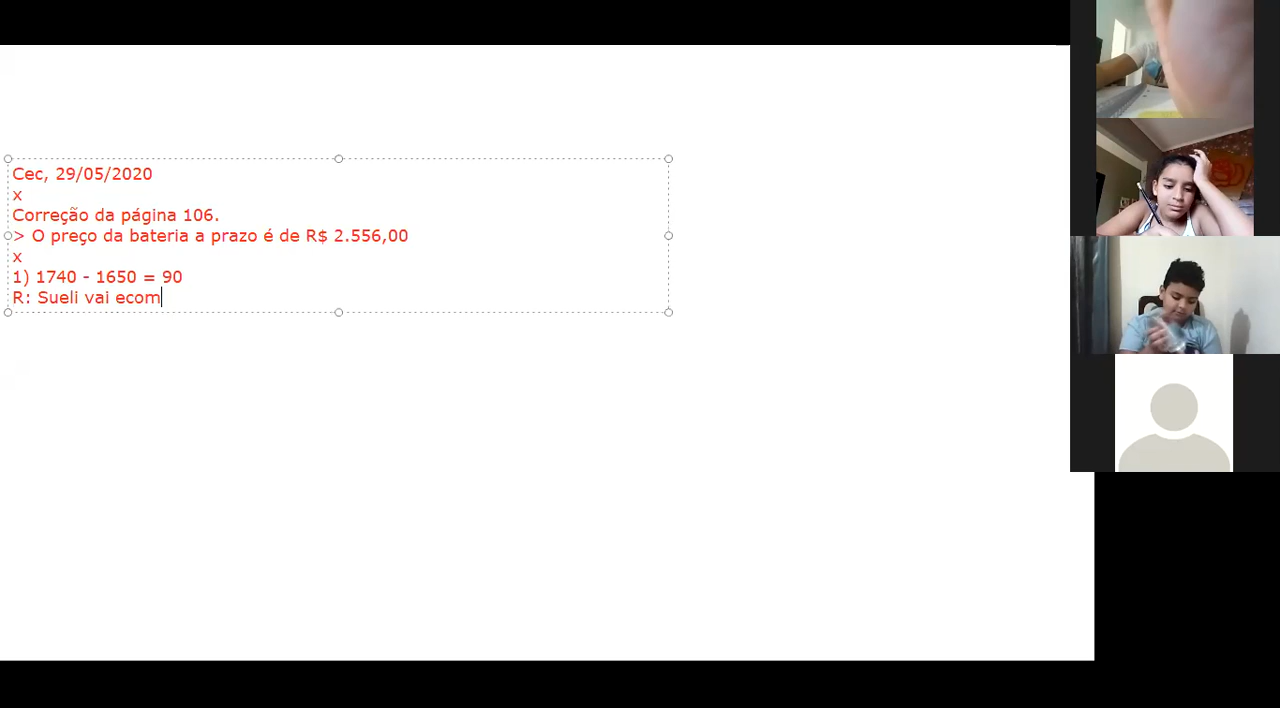 Cec, 29/05/2020
x
Correção da página 106.
> O preço da bateria a prazo é de R$ 2.556,00
x
1) 1740 - 1650 = 90
R: Sueli vai ecom